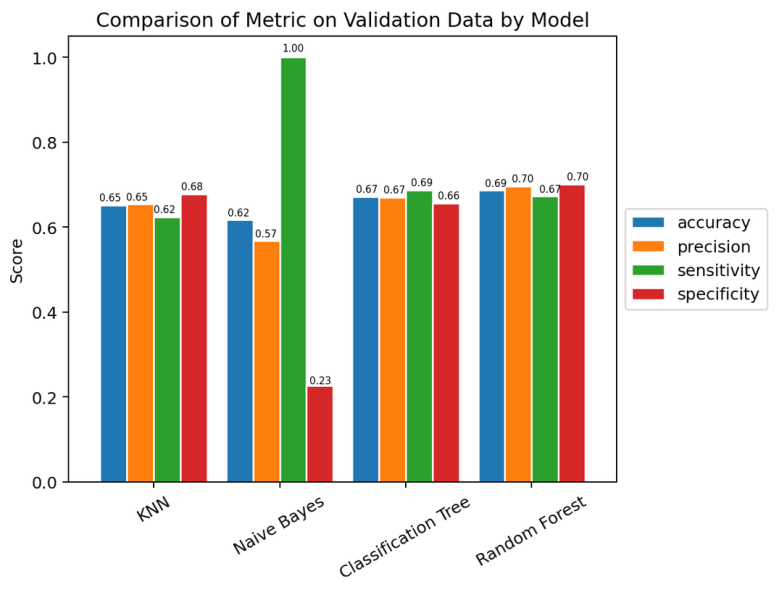 Comparison of Metric on Validation Data by Model
Score
1.0
0.8
0.6
0.4
0.2
0.0
0.65
0.65
0.62
0.68
0.62
0.57
1.00
0.23
0.67
0.67
0.69
0.66
0.69
0.70
0.67
0.70
KNN
Naive Bayes
Classification Tree
Random Forest
accuracy
precision
sensitivity
specificity